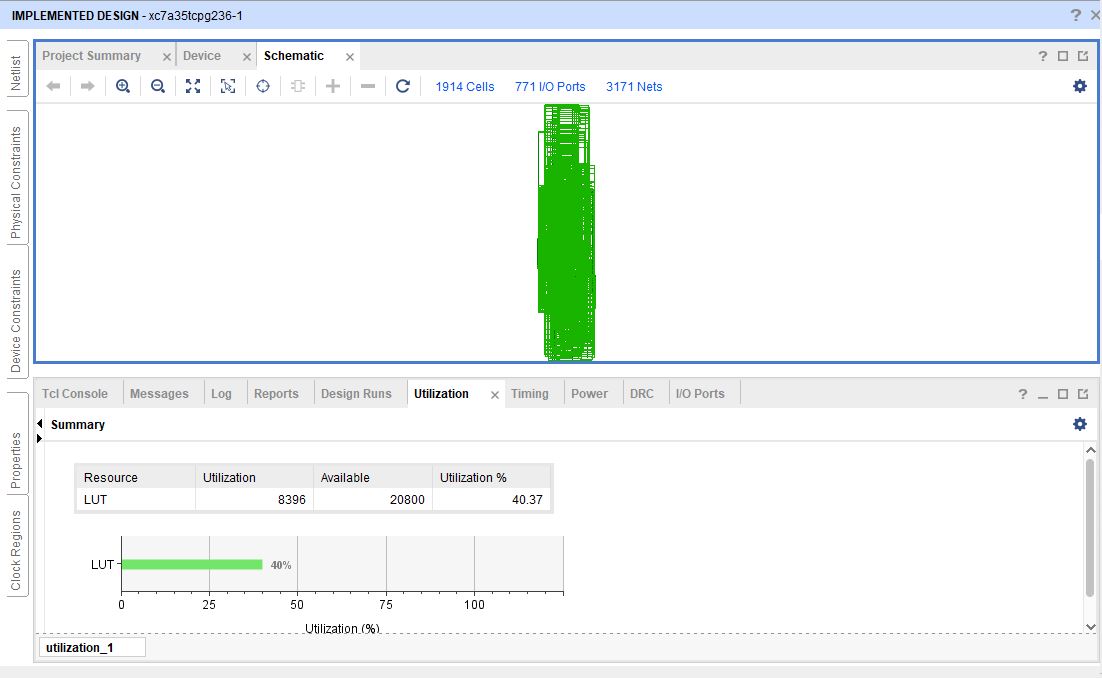 IMPLEMENTED DESIGN - xc7a35tcpg236-1
?
Netlist
Physical Constraints
Device Constraints
Properties
Clock Regions
Project Summary Device Schematic ?
1914 Cells 771 I/O Ports 3171 Nets
Tcl Console Messages Log Reports Design Runs Utilization Timing Power DRC I/O Ports ?
Summary
Resource Utilization Available Utilization %
LUT 8396 20800 40.37
LUT 40%
0 25 50 75 100
Utilization (%)
utilization_1